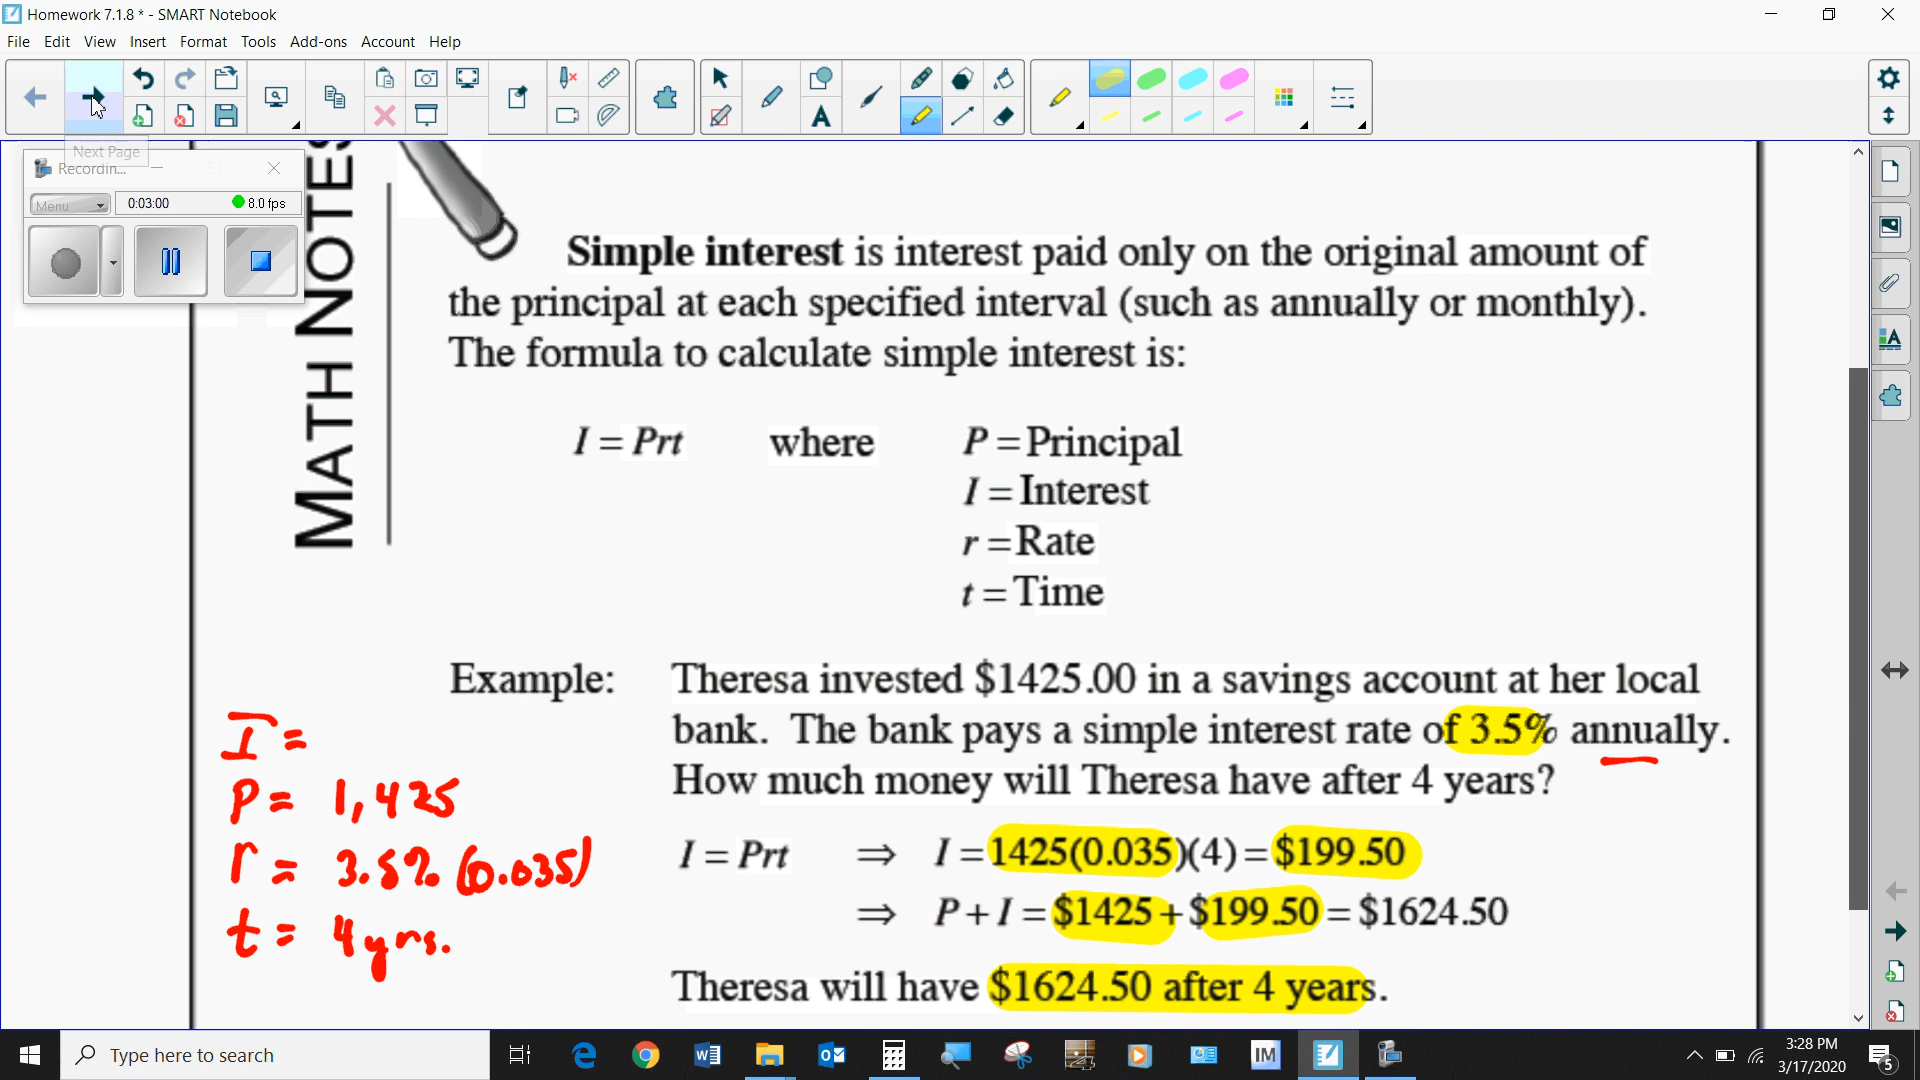 Homework 7.1.8 * - SMART Notebook
File Edit View Insert Format Tools Add-ons Account Help
Next Page
Recordin...
Menu 0:03:00 8.0 fps
MATH NOTES
Simple interest is interest paid only on the original amount of
the principal at each specified interval (such as annually or monthly).
The formula to calculate simple interest is:
I = Prt where P = Principal
I = Interest
r = Rate
t = Time
Example: Theresa invested $1425.00 in a savings account at her local
bank. The bank pays a simple interest rate of 3.5% annually.
How much money will Theresa have after 4 years?
I = Prt ⇒ I = 1425(0.035)(4) = $199.50
⇒ P + I = $1425 + $199.50 = $1624.50
Theresa will have $1624.50 after 4 years.
I =
P = 1,425
r = 3.5% (0.035)
t = 4 yrs.
Type here to search
IM
3:28 PM
3/17/2020
5